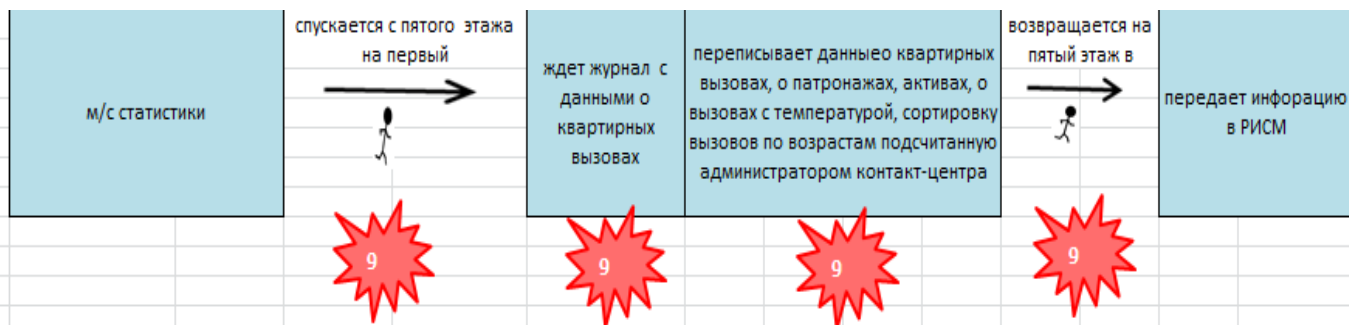 м/с статистики
спускается с пятого этажа
на первый
ждет журнал с
данными о
квартирных
вызовах
переписывает данныео квартирных
вызовах, о патронажах, активах, о
вызовах с температурой, сортировку
вызовов по возрастам подсчитанную
администратором контакт-центра
возвращается на
пятый этаж в
передает инфорацию
в РИСМ
9
9
9
9